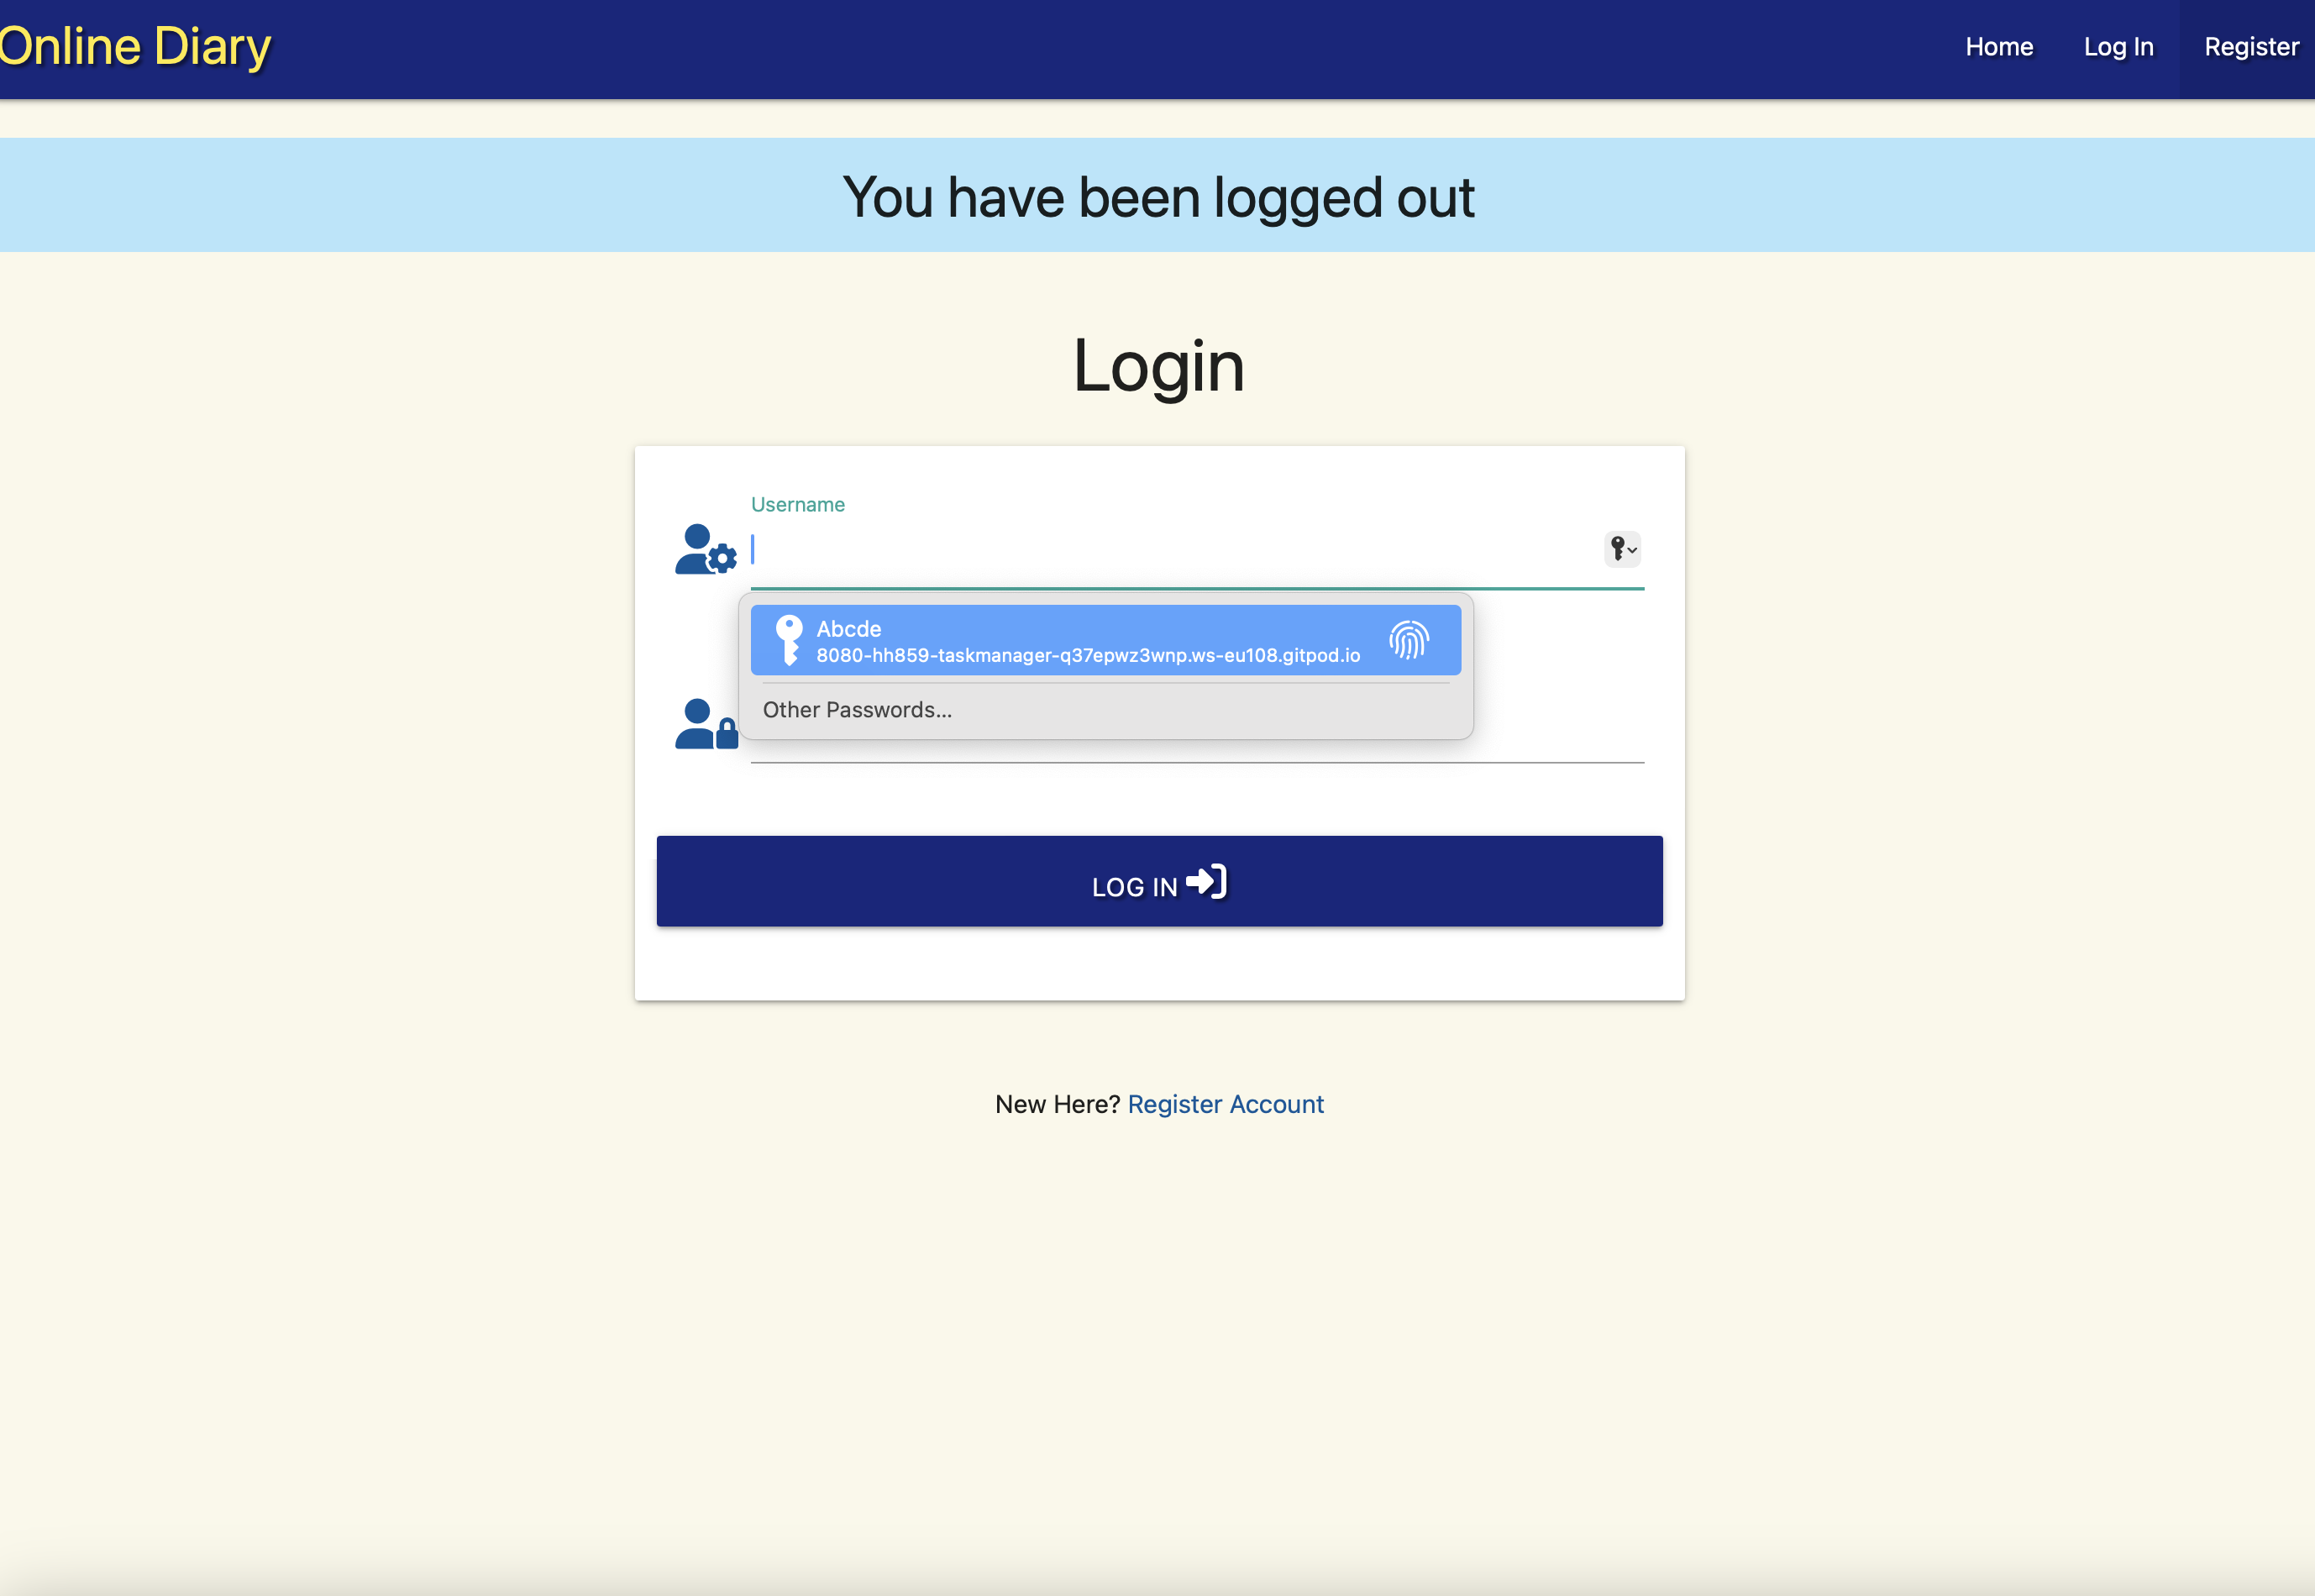 Online Diary
Home Log In Register
You have been logged out
Login
Username
Abcde
8080-hh859-taskmanager-q37epwz3wnp.ws-eu108.gitpod.io
Other Passwords...
LOG IN
New Here? Register Account